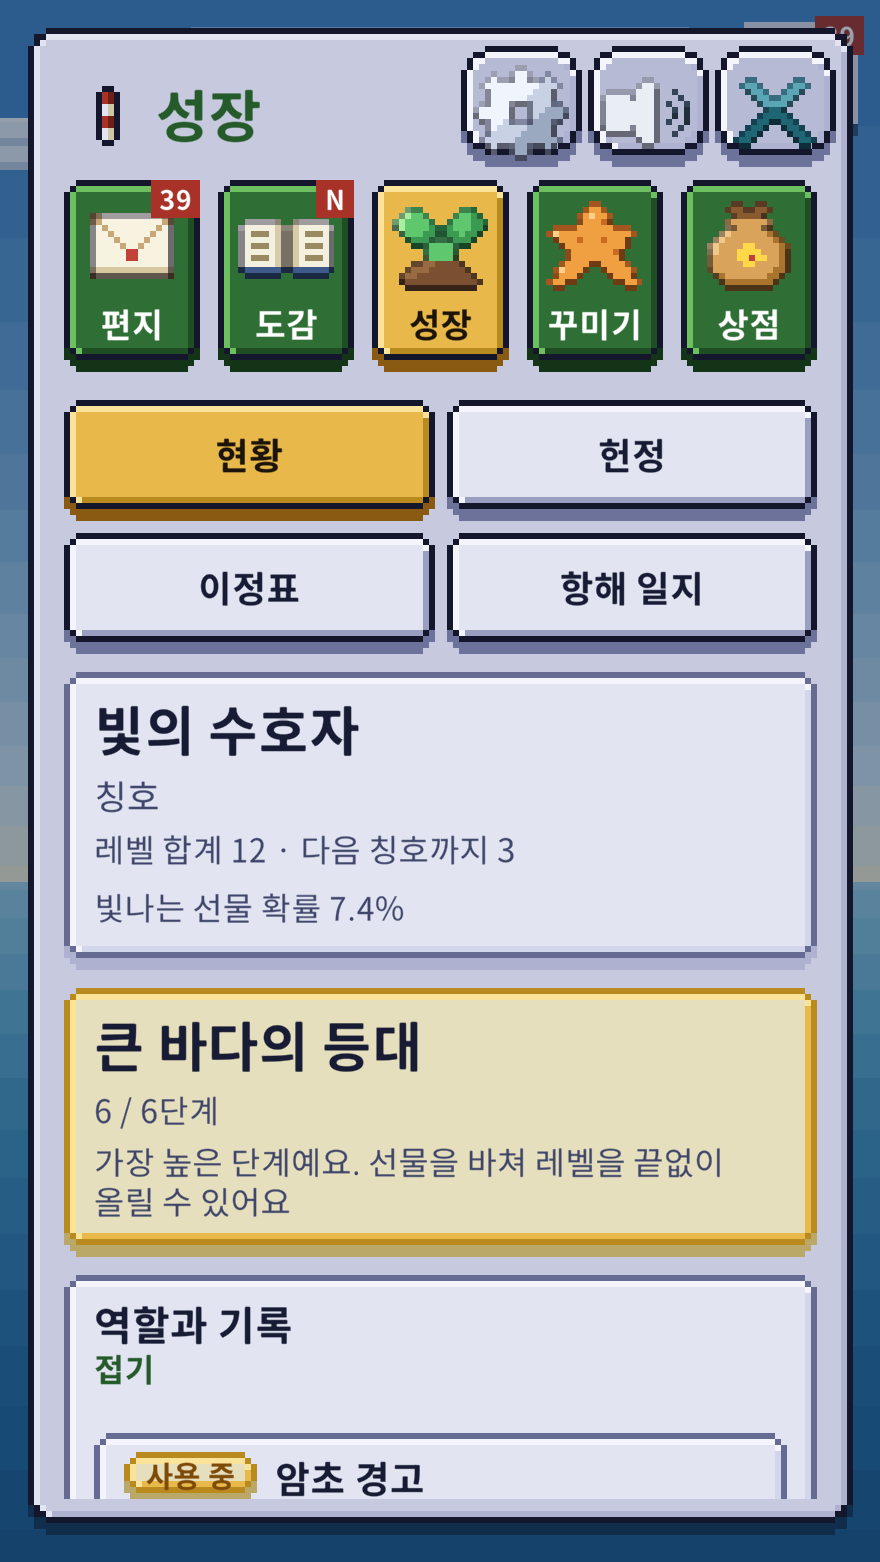 성장
39
N
편지
도감
성장
꾸미기
상점
현황
헌정
이정표
항해 일지
빛의 수호자
칭호
레벨 합계 12 · 다음 칭호까지 3
빛나는 선물 확률 7.4%
큰 바다의 등대
6 / 6단계
가장 높은 단계예요. 선물을 바쳐 레벨을 끝없이
올릴 수 있어요
역할과 기록
접기
사용 중
암초 경고